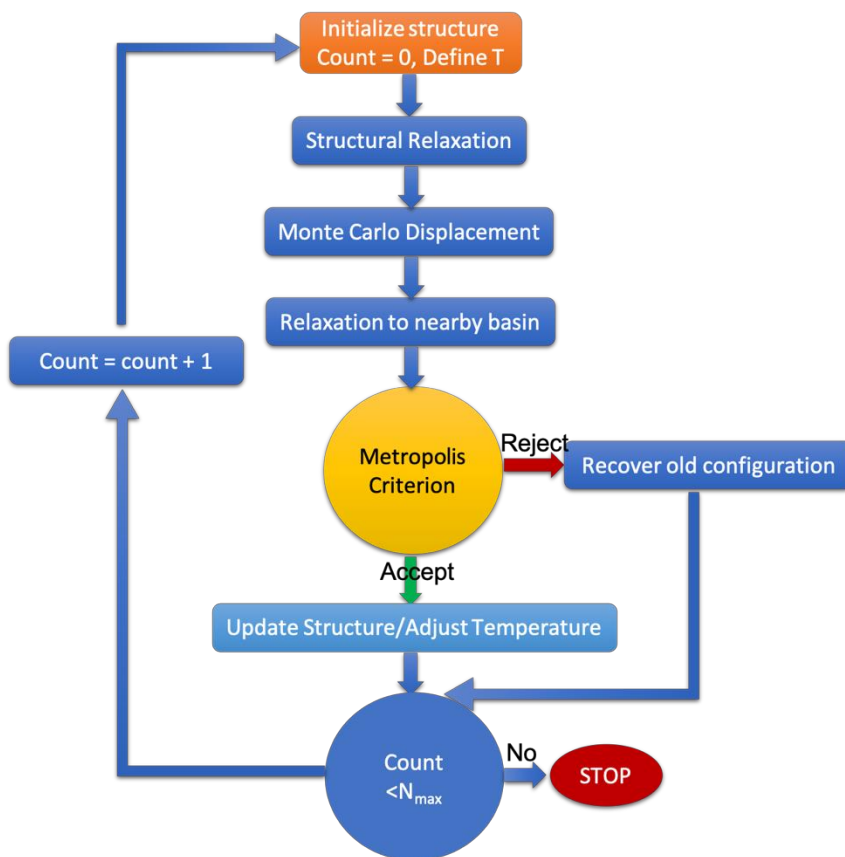 Initialize structure
Count = 0, Define T
Structural Relaxation
Monte Carlo Displacement
Relaxation to nearby basin
Count = count + 1
Metropolis
Criterion
Reject
Recover old configuration
Accept
Update Structure/Adjust Temperature
Count
<N_max
No
STOP